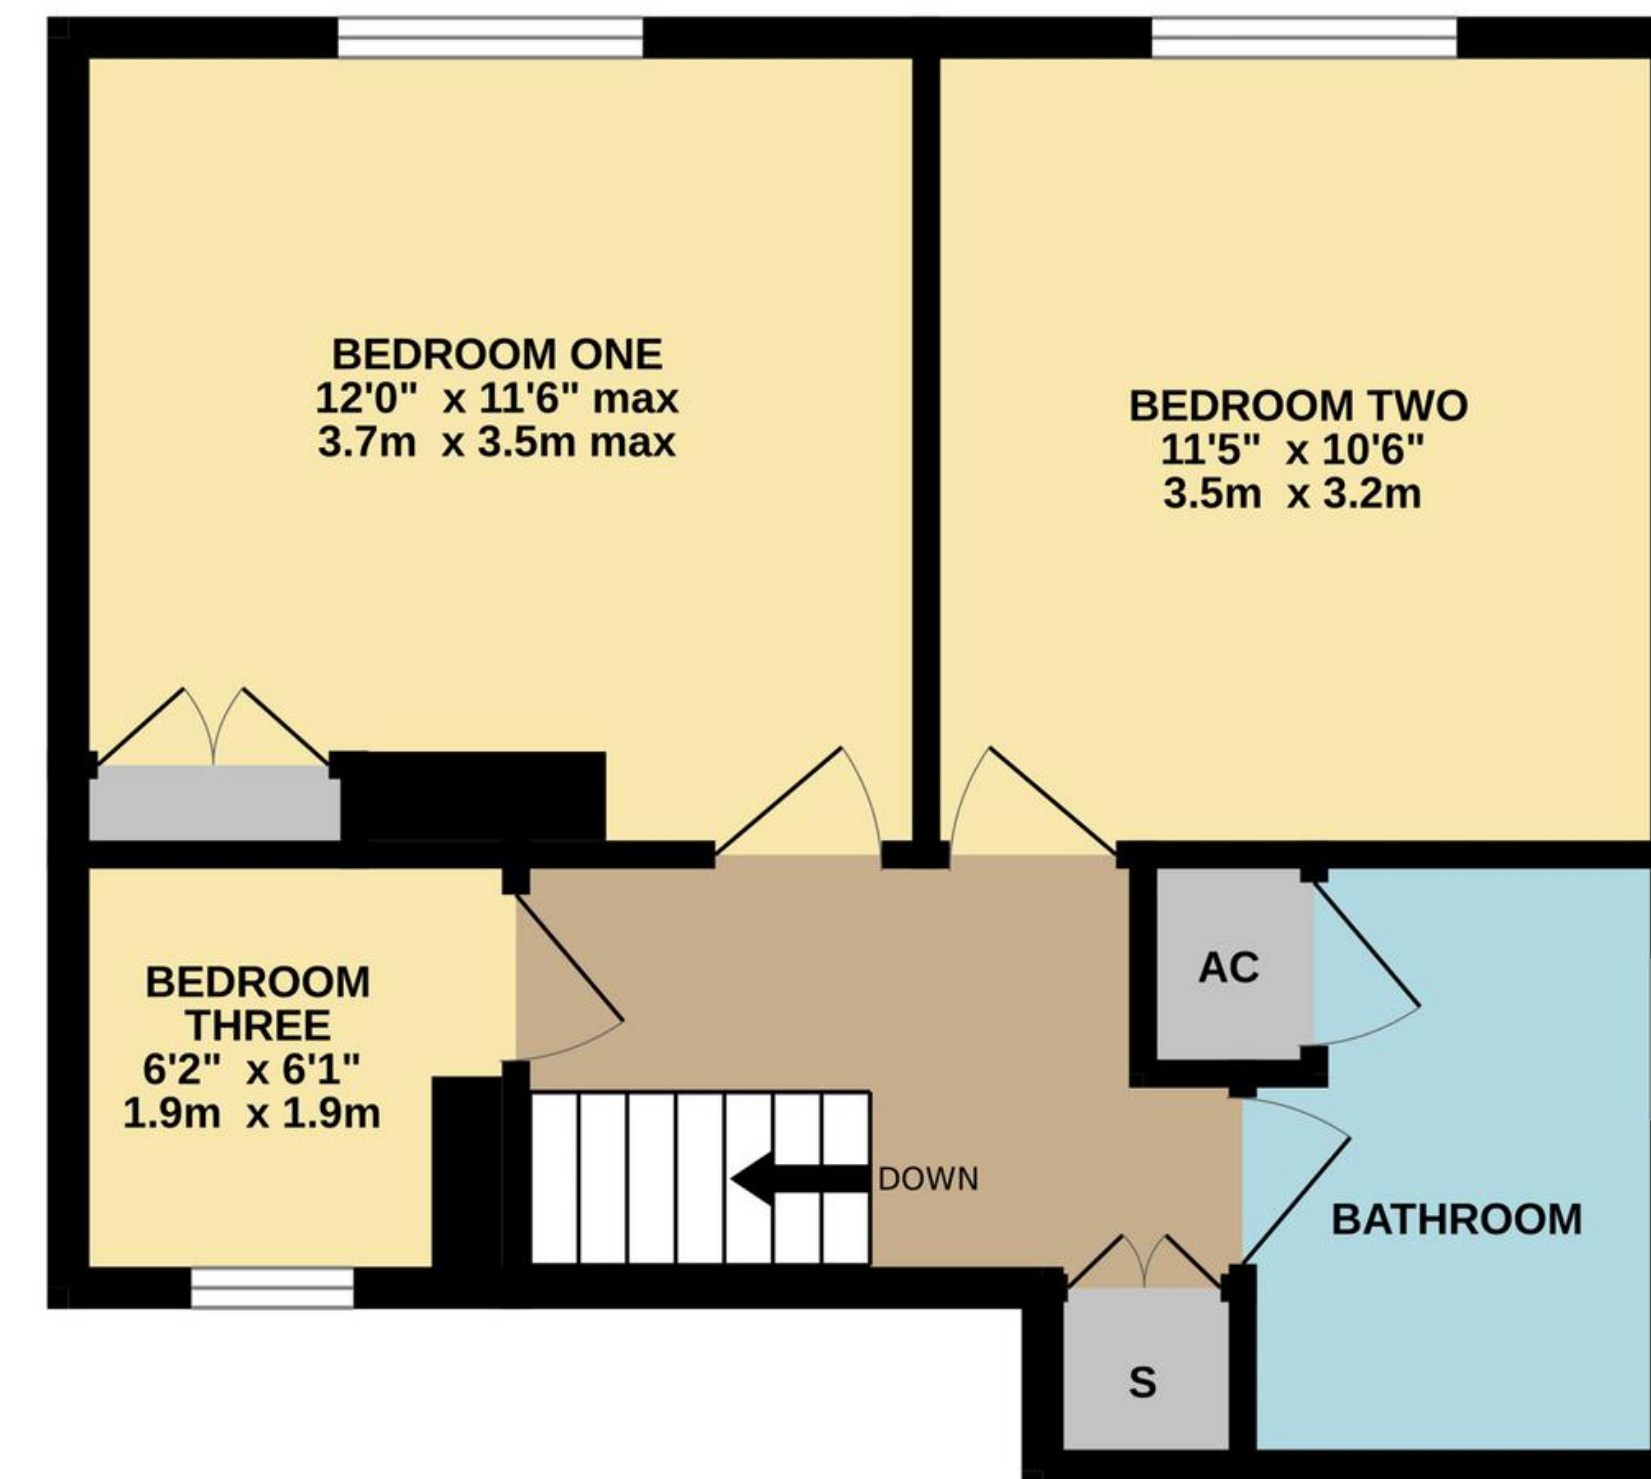 BEDROOM ONE
12'0" x 11'6" max
3.7m x 3.5m max
BEDROOM TWO
11'5" x 10'6"
3.5m x 3.2m
BEDROOM
THREE
6'2" x 6'1"
1.9m x 1.9m
AC
DOWN
BATHROOM
S